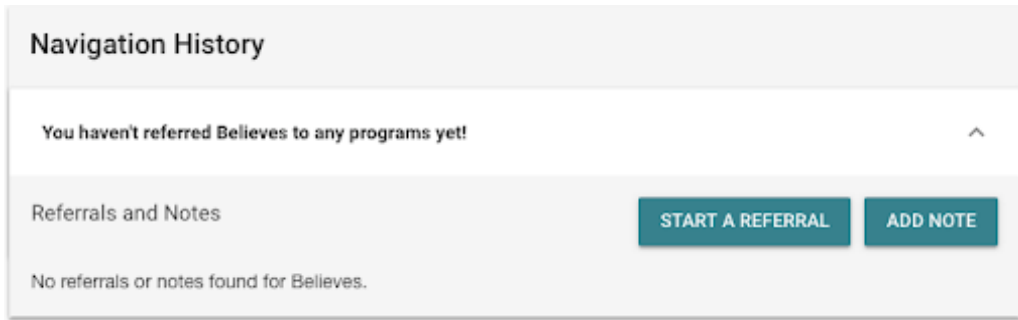 Navigation History
You haven't referred Believes to any programs yet!
Referrals and Notes
START A REFERRAL
ADD NOTE
No referrals or notes found for Believes.